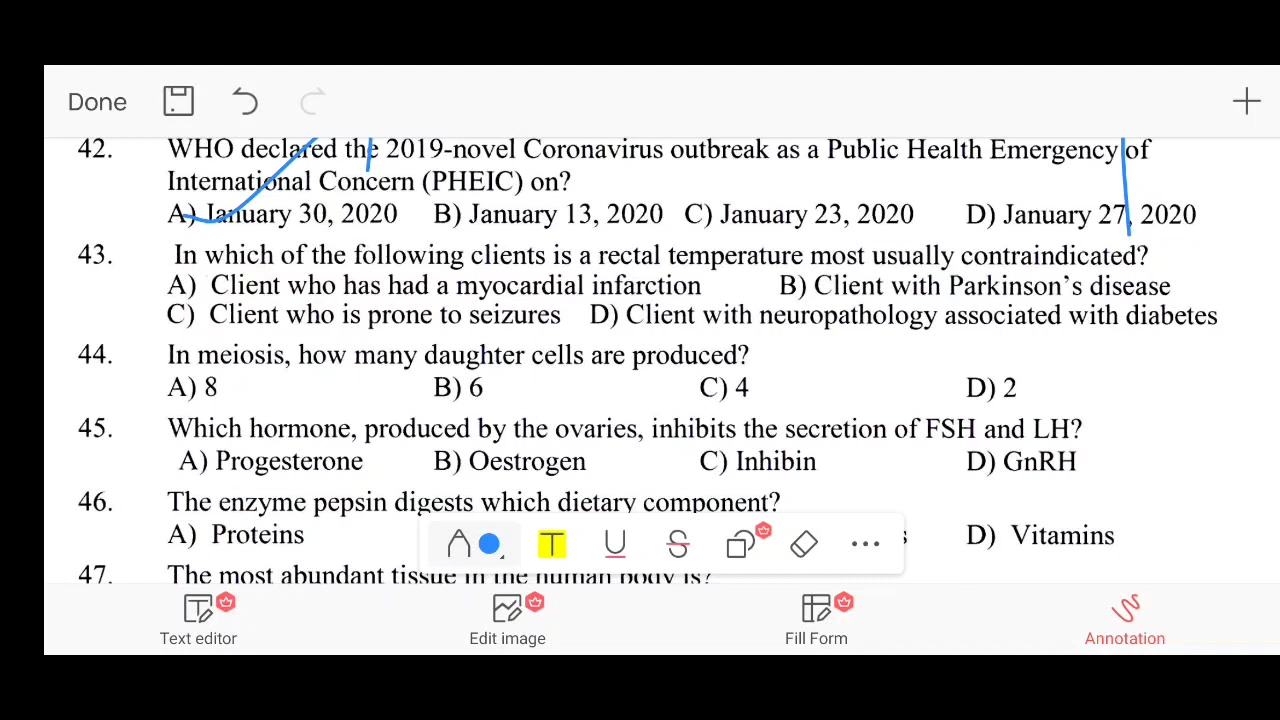 Done
42. WHO declared the 2019-novel Coronavirus outbreak as a Public Health Emergency of
International Concern (PHEIC) on?
A) January 30, 2020 B) January 13, 2020 C) January 23, 2020 D) January 27, 2020
43. In which of the following clients is a rectal temperature most usually contraindicated?
A) Client who has had a myocardial infarction B) Client with Parkinson's disease
C) Client who is prone to seizures D) Client with neuropathology associated with diabetes
44. In meiosis, how many daughter cells are produced?
A) 8 B) 6 C) 4 D) 2
45. Which hormone, produced by the ovaries, inhibits the secretion of FSH and LH?
A) Progesterone B) Oestrogen C) Inhibin D) GnRH
46. The enzyme pepsin digests which dietary component?
A) Proteins D) Vitamins
47. The most abundant tissue in the human body is?
Text editor Edit image Fill Form Annotation